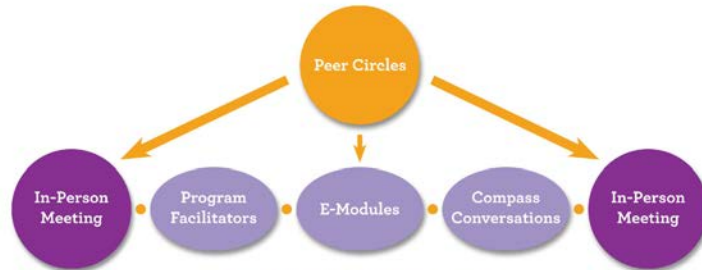 Peer Circles
In-Person
Meeting
Program
Facilitators
E-Modules
Compass
Conversations
In-Person
Meeting